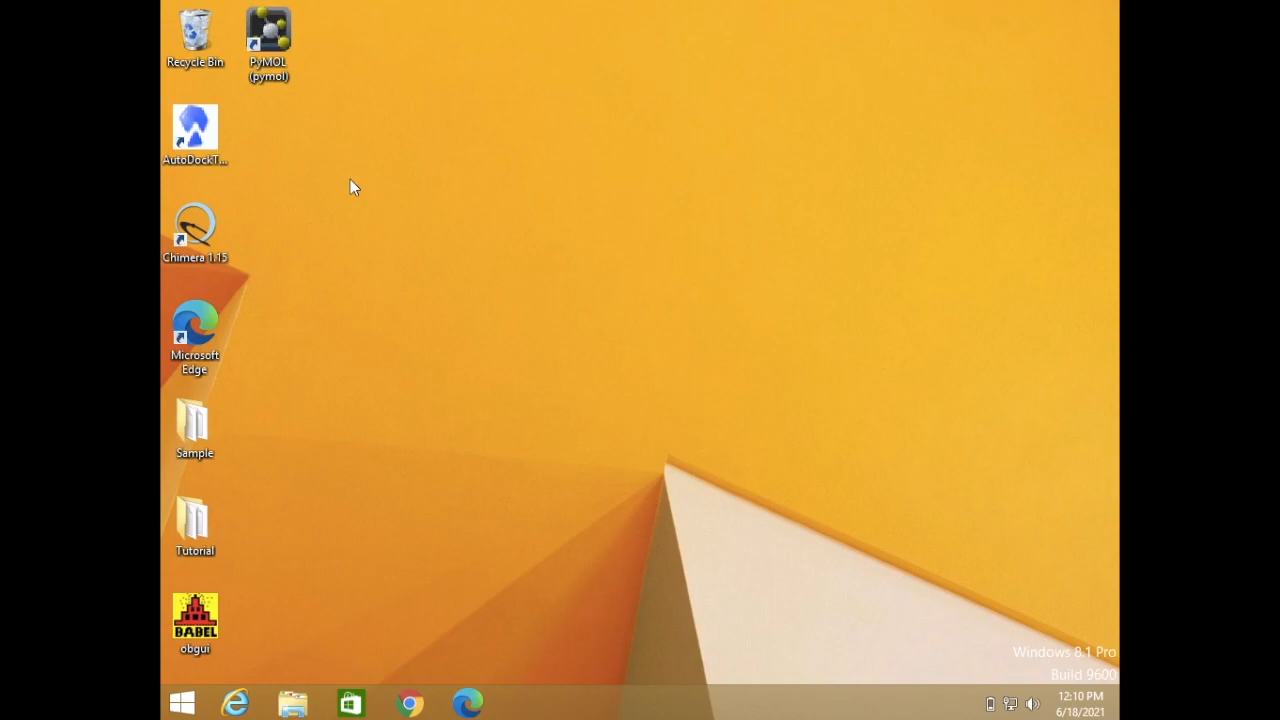 Recycle Bin
PyMOL
(pymol)
AutoDockT...
Chimera 1.15
Microsoft
Edge
Sample
Tutorial
BABEL
obgui
Windows 8.1 Pro
Build 9600
12:10 PM
6/18/2021